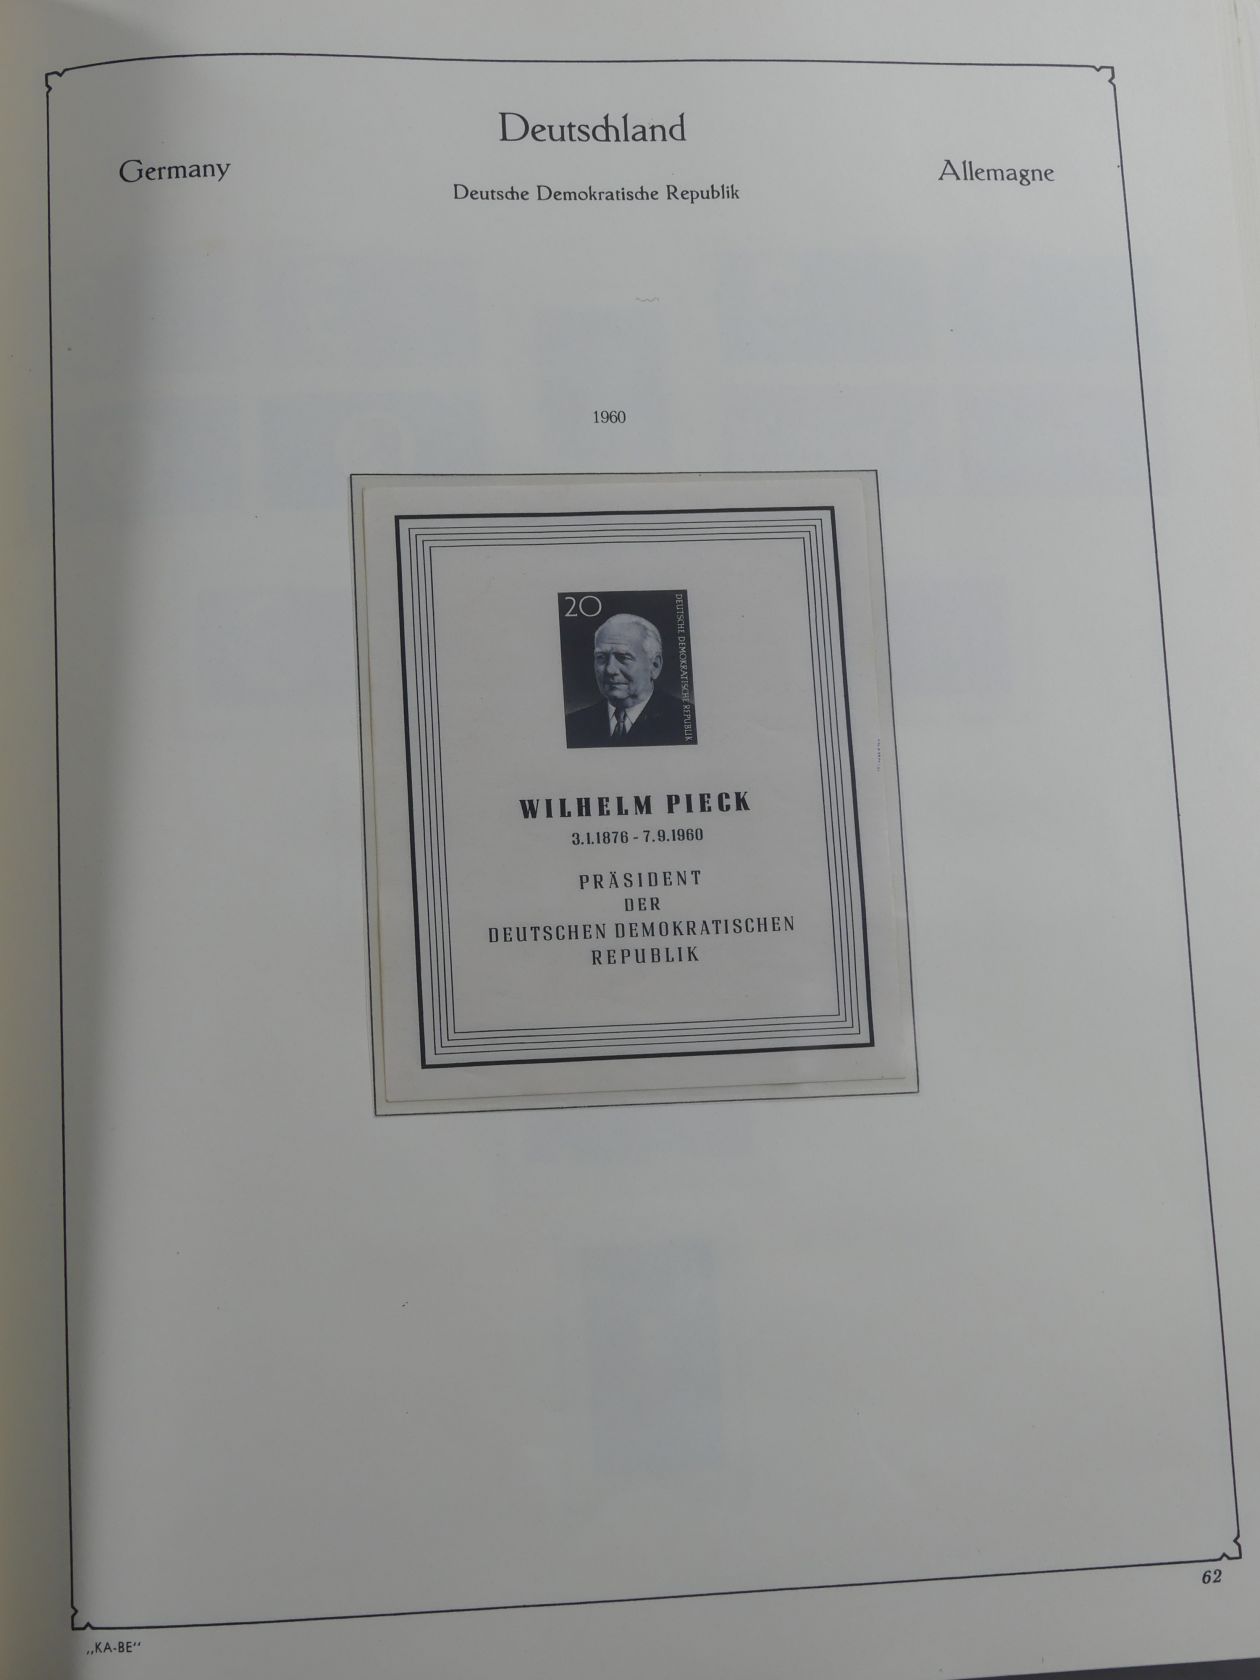 Deutschland
Germany
Allemagne
Deutsche Demokratische Republik
1960
20
DEUTSCHE DEMOKRATISCHE REPUBLIK
WILHELM PIECK
3.1.1876 - 7.9.1960
PRÄSIDENT
DER
DEUTSCHEN DEMOKRATISCHEN
REPUBLIK
62
„KA-BE“